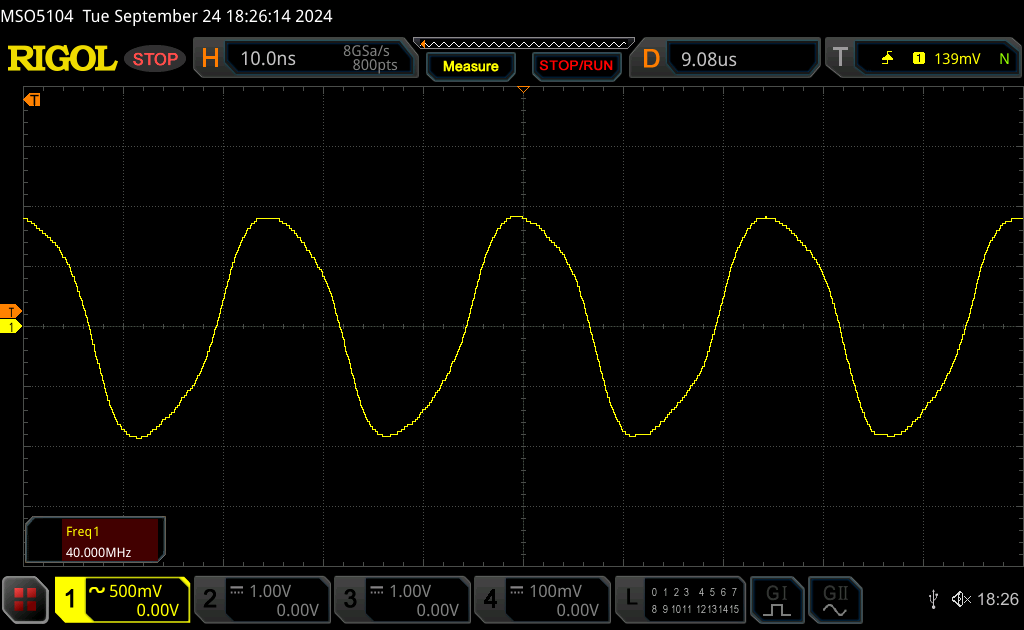 MSO5104 Tue September 24 18:26:14 2024
RIGOL STOP H 10.0ns 8GSa/s 800pts Measure STOP/RUN D 9.08us T 1 139mV N
T
T
1
Freq1
40.000MHz
1 500mV 0.00V 2 1.00V 0.00V 3 1.00V 0.00V 4 100mV 0.00V L 0 1 2 3 4 5 6 7 8 9 10 11 12 13 14 15 GI GII 18:26